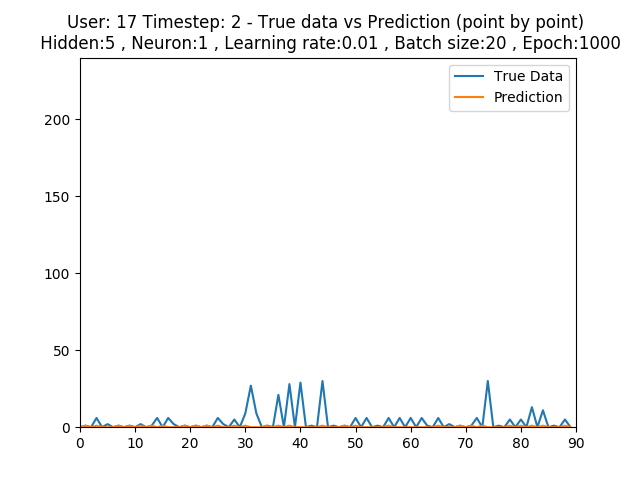 User: 17 Timestep: 2 - True data vs Prediction (point by point)
Hidden:5 , Neuron:1 , Learning rate:0.01 , Batch size:20 , Epoch:1000
True Data
Prediction
200
150
100
50
0
0 10 20 30 40 50 60 70 80 90